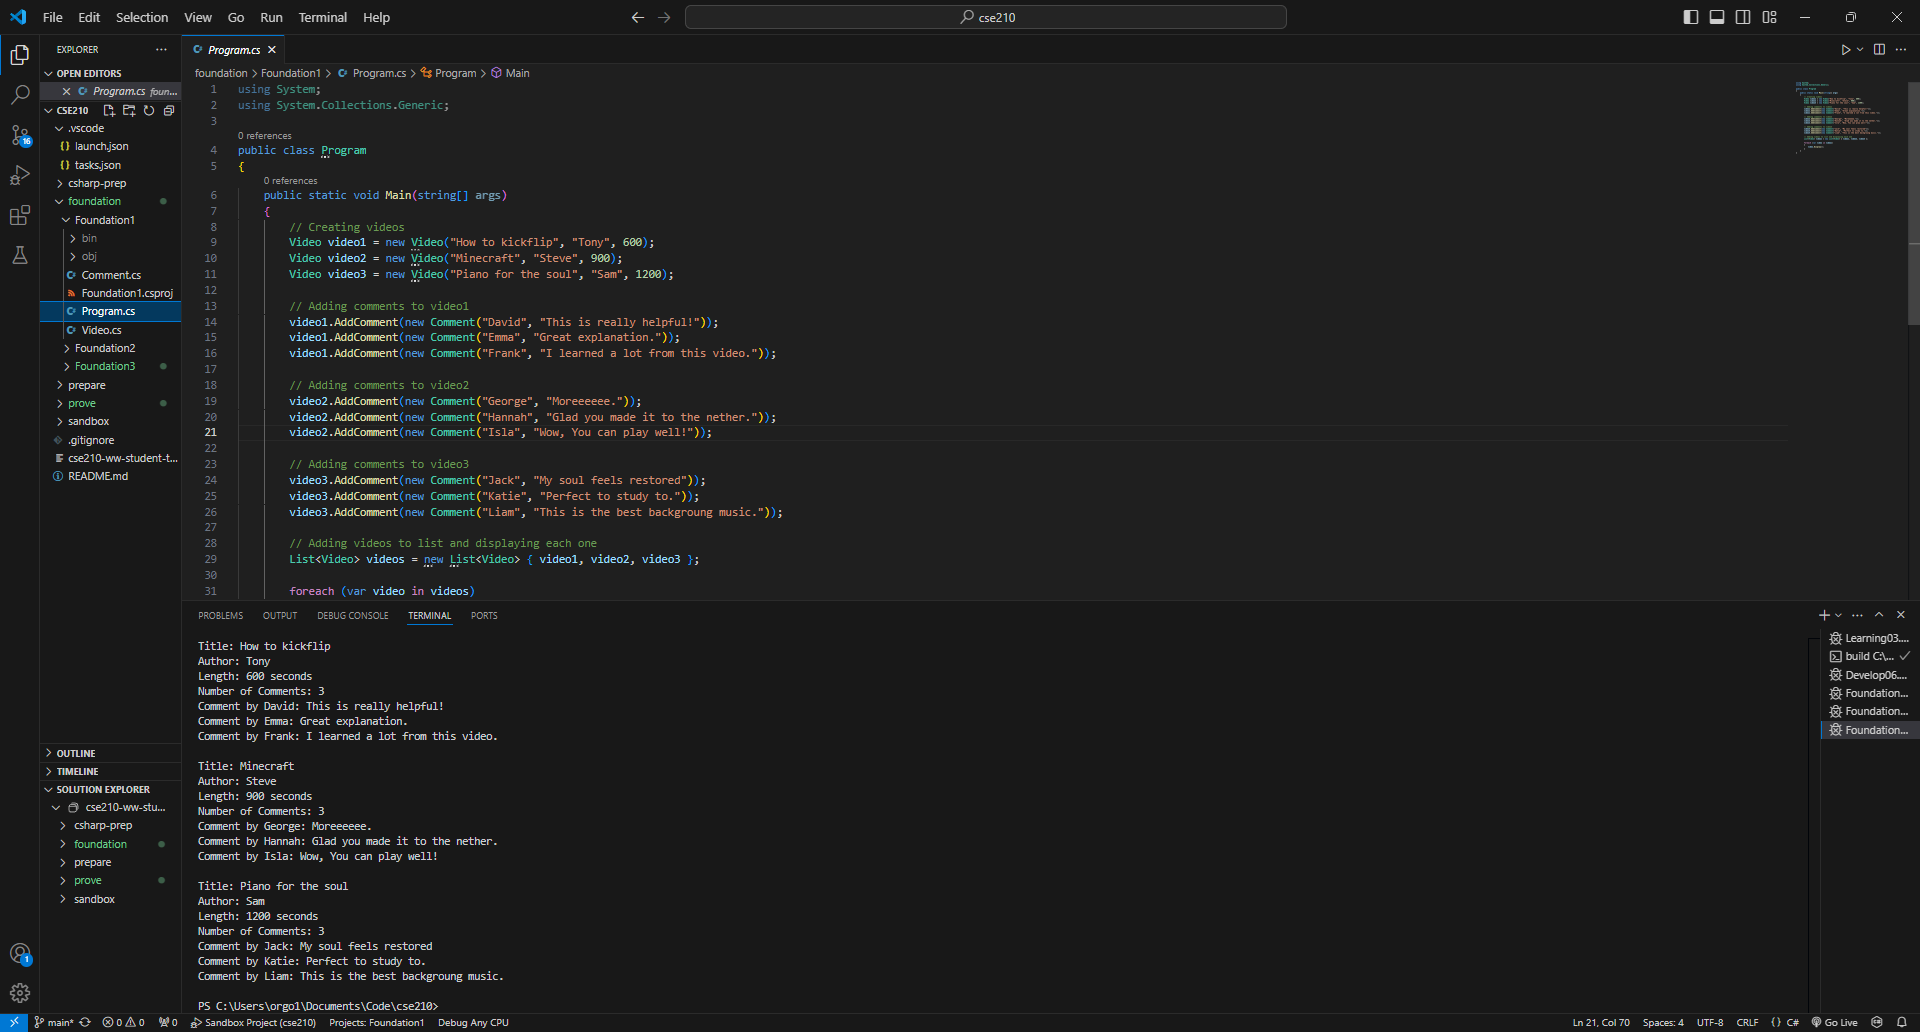 File Edit Selection View Go Run Terminal Help
cse210
EXPLORER
OPEN EDITORS
Program.cs foun...
CSE210
.vscode
launch.json
tasks.json
csharp-prep
foundation
Foundation1
bin
obj
Comment.cs
Foundation1.csproj
Program.cs
Video.cs
Foundation2
Foundation3
prepare
prove
sandbox
.gitignore
cse210-ww-student-t...
README.md
OUTLINE
TIMELINE
SOLUTION EXPLORER
cse210-ww-stu...
csharp-prep
foundation
prepare
prove
sandbox
16
1
Program.cs
foundation > Foundation1 > Program.cs > Program > Main
1 using System;
2 using System.Collections.Generic;
3
0 references
4 public class Program
5 {
0 references
6 public static void Main(string[] args)
7 {
8 // Creating videos
9 Video video1 = new Video("How to kickflip", "Tony", 600);
10 Video video2 = new Video("Minecraft", "Steve", 900);
11 Video video3 = new Video("Piano for the soul", "Sam", 1200);
12
13 // Adding comments to video1
14 video1.AddComment(new Comment("David", "This is really helpful!"));
15 video1.AddComment(new Comment("Emma", "Great explanation."));
16 video1.AddComment(new Comment("Frank", "I learned a lot from this video."));
17
18 // Adding comments to video2
19 video2.AddComment(new Comment("George", "Moreeeeee."));
20 video2.AddComment(new Comment("Hannah", "Glad you made it to the nether."));
21 video2.AddComment(new Comment("Isla", "Wow, You can play well!"));
22
23 // Adding comments to video3
24 video3.AddComment(new Comment("Jack", "My soul feels restored"));
25 video3.AddComment(new Comment("Katie", "Perfect to study to."));
26 video3.AddComment(new Comment("Liam", "This is the best backgroung music."));
27
28 // Adding videos to list and displaying each one
29 List<Video> videos = new List<Video> { video1, video2, video3 };
30
31 foreach (var video in videos)
PROBLEMS OUTPUT DEBUG CONSOLE TERMINAL PORTS
Title: How to kickflip
Author: Tony
Length: 600 seconds
Number of Comments: 3
Comment by David: This is really helpful!
Comment by Emma: Great explanation.
Comment by Frank: I learned a lot from this video.
Title: Minecraft
Author: Steve
Length: 900 seconds
Number of Comments: 3
Comment by George: Moreeeeee.
Comment by Hannah: Glad you made it to the nether.
Comment by Isla: Wow, You can play well!
Title: Piano for the soul
Author: Sam
Length: 1200 seconds
Number of Comments: 3
Comment by Jack: My soul feels restored
Comment by Katie: Perfect to study to.
Comment by Liam: This is the best backgroung music.
PS C:\Users\orgo1\Documents\Code\cse210>
Learning03....
build C:\...
Develop06....
Foundation...
Foundation...
Foundation...
main* 0 0 0 Sandbox Project (cse210) Projects: Foundation1 Debug Any CPU
Ln 21, Col 70 Spaces: 4 UTF-8 CRLF {} C# Go Live